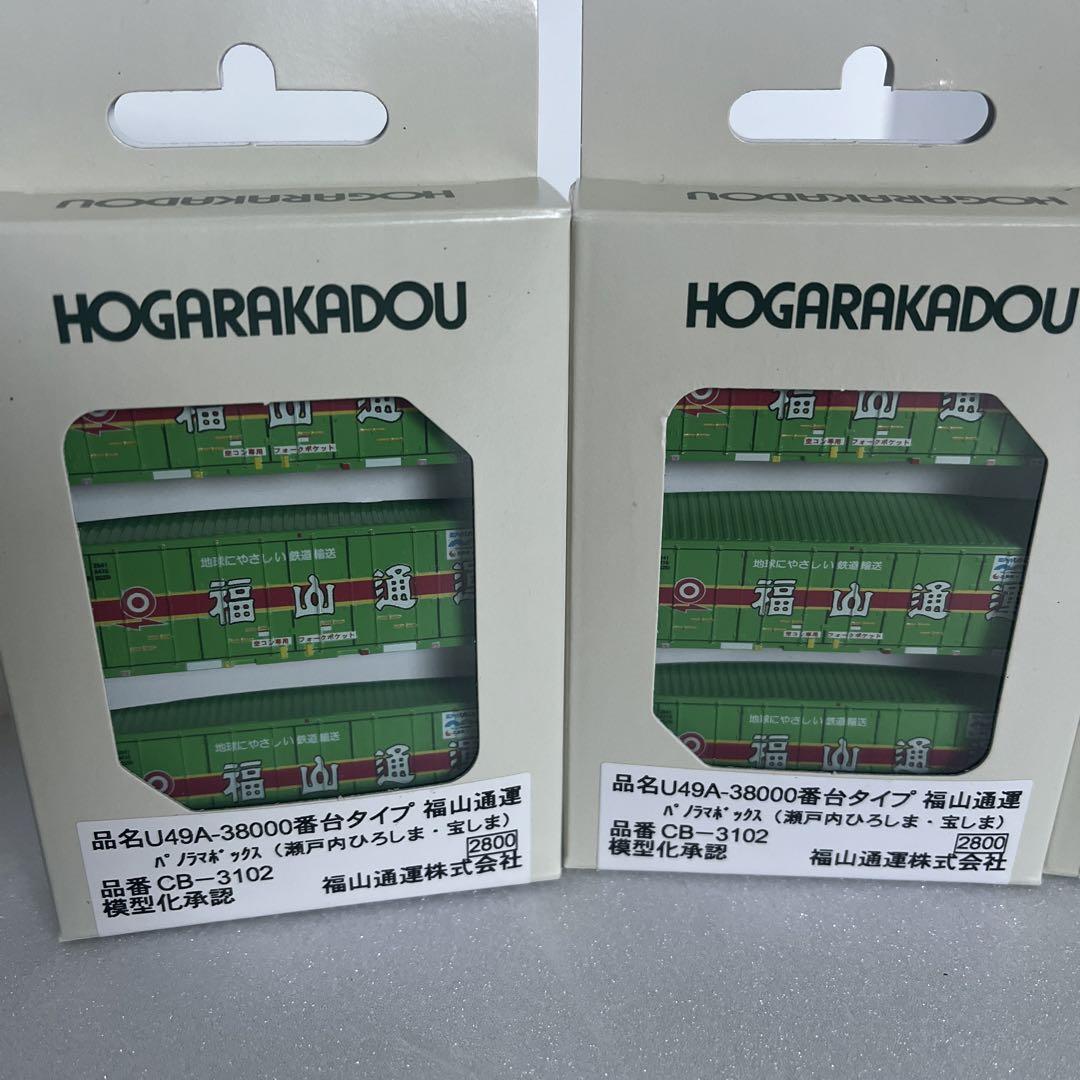 HOGARAKADOU
HOGARAKADOU
福山通
空コン専用 フォークポケット
地球にやさしい鉄道輸送
福山通
空コン専用 フォークポケット
地球にやさしい鉄道輸送
福山通
品名U49A-38000番台タイプ 福山通運
パノラマボックス（瀬戸内ひろしま・宝しま）
品番 CB－3102 2800
模型化承認 福山通運株式会社
HOGARAKADOU
HOGARAKADOU
福山通
空コン専用 フォークポケット
地球にやさしい鉄道輸送
福山通
空コン専用 フォークポケット
地球にやさしい鉄道輸送
福山通
品名U49A-38000番台タイプ 福山通運
パノラマボックス（瀬戸内ひろしま・宝しま）
品番 CB－3102 2800
模型化承認 福山通運株式会社